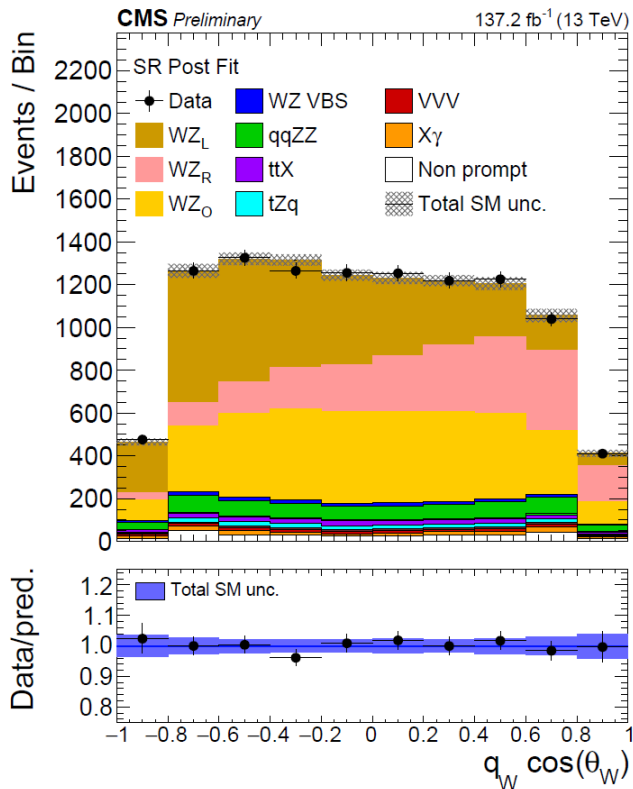 CMS Preliminary 137.2 fb⁻¹ (13 TeV)
Events / Bin
2200
2000
1800
1600
1400
1200
1000
800
600
400
200
0
SR Post Fit
Data WZ VBS VVV
WZ_L qqZZ Xγ
WZ_R ttX Non prompt
WZ_O tZq Total SM unc.
Data/pred.
1.2
1.1
1.0
0.9
0.8
Total SM unc.
−1 −0.8 −0.6 −0.4 −0.2 0 0.2 0.4 0.6 0.8 1
q_W cos(θ_W)